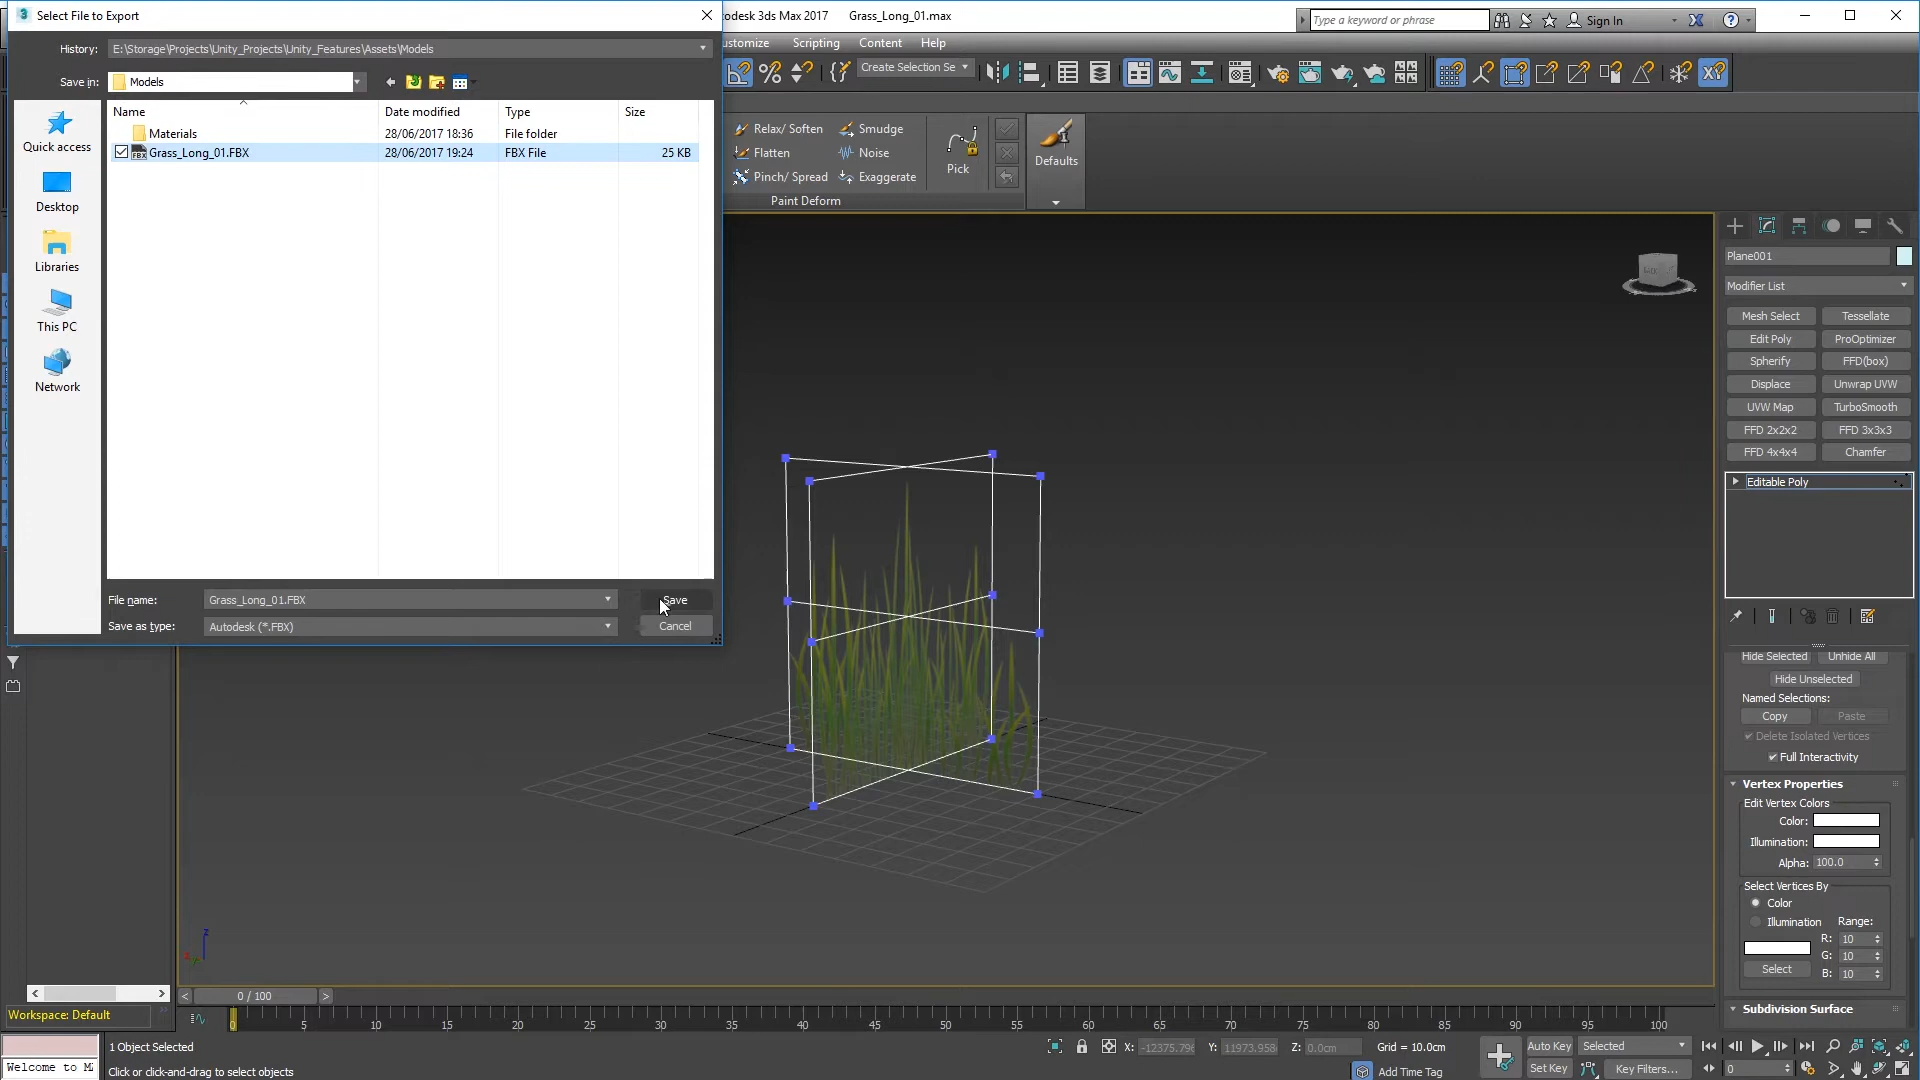 Select File to Export
odesk 3ds Max 2017 Grass_Long_01.max
Type a keyword or phrase
Sign In
History: E:\Storage\Projects\Unity_Projects\Unity_Features\Assets\Models
ustomize Scripting Content Help
Save in: Models
Create Selection Se
Quick access
Desktop
Libraries
This PC
Network
Name Date modified Type Size
Materials 28/06/2017 18:36 File folder
Grass_Long_01.FBX 28/06/2017 19:24 FBX File 25 KB
File name: Grass_Long_01.FBX Save
Save as type: Autodesk (*.FBX) Cancel
Relax/ Soften Smudge
Flatten Noise
Pinch/ Spread Exaggerate
Paint Deform
Pick
Defaults
Plane001
Modifier List
Mesh Select Tessellate
Edit Poly ProOptimizer
Spherify FFD(box)
Displace Unwrap UVW
UVW Map TurboSmooth
FFD 2x2x2 FFD 3x3x3
FFD 4x4x4 Chamfer
Editable Poly
Hide Selected Unhide All
Hide Unselected
Named Selections:
Copy Paste
Delete Isolated Vertices
Full Interactivity
Vertex Properties
Edit Vertex Colors
Color:
Illumination:
Alpha: 100.0
Select Vertices By
Color
Illumination Range:
R: 10
G: 10
B: 10
Select
Subdivision Surface
0 / 100
Workspace: Default
0 5 10 15 20 25 30 35 40 45 50 55 60 65 70 75 80 85 90 95 100
1 Object Selected
X: Y: Z: 0.0cm Grid = 10.0cm
Auto Key Selected
Welcome to M
Click or click-and-drag to select objects
Add Time Tag
Set Key Key Filters...
0